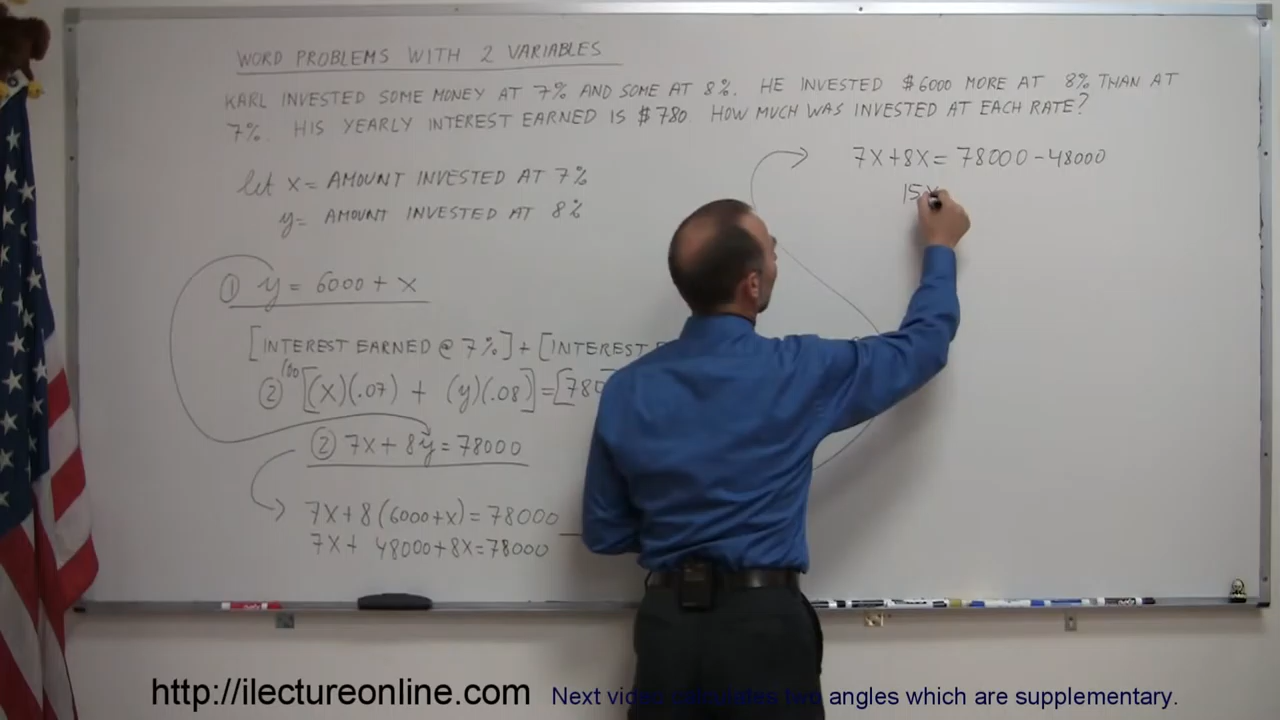 WORD PROBLEMS WITH 2 VARIABLES
KARL INVESTED SOME MONEY AT 7% AND SOME AT 8%. HE INVESTED $6000 MORE AT 8% THAN AT
7%. HIS YEARLY INTEREST EARNED IS $780. HOW MUCH WAS INVESTED AT EACH RATE?
let x = AMOUNT INVESTED AT 7%
y = AMOUNT INVESTED AT 8%
① y = 6000 + x
[INTEREST EARNED @ 7%] + [INTEREST
100
② [(x)(.07) + (y)(.08)] = [780
② 7x + 8y = 78000
7x + 8(6000+x) = 78000
7x + 48000 + 8x = 78000
7x + 8x = 78000 - 48000
15x
http://ilectureonline.com
Next video calculates two angles which are supplementary.